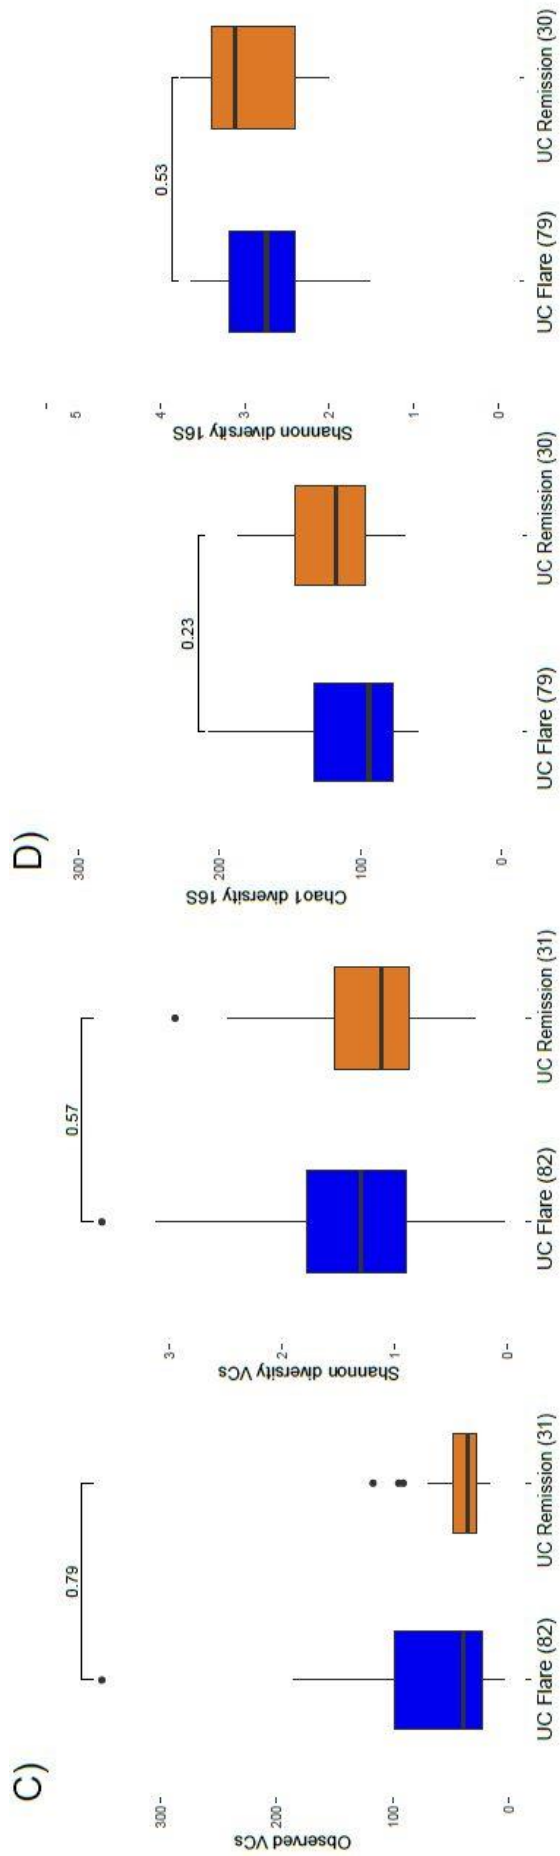 C)
Observed VCs
300
200
100
0
0.79
UC Flare (82)
UC Remission (31)
Shannon diversity VCs
3
2
1
0
0.57
UC Flare (82)
UC Remission (31)
D)
Chao1 diversity 16S
300
200
100
0
0.23
UC Flare (79)
UC Remission (30)
Shannon diversity 16S
5
4
3
2
1
0
0.53
UC Flare (79)
UC Remission (30)